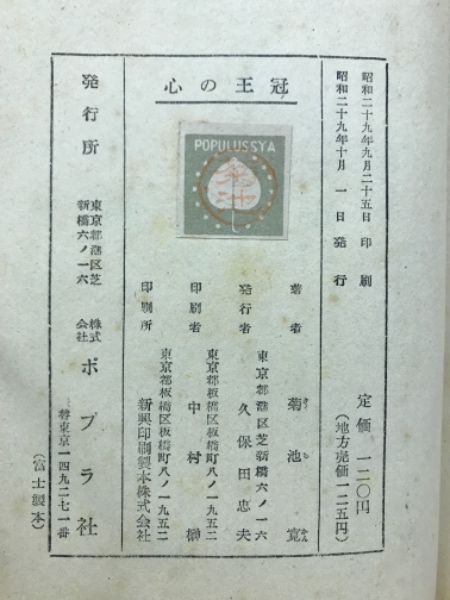 昭和二十九年九月二十五日 印刷
昭和二十九年十月 一日 発行
定価 一二〇円
(地方売価一二五円)
心の王冠
POPULUSSYA
著者 菊池寛
きくちかん
東京都港区芝新橋六ノ一六
発行者 久保田忠夫
東京都板橋区板橋町八ノ一九五二
印刷者 中村
東京都板橋区板橋町八ノ一九五二
印刷所 新興印刷製本株式会社
発行所
東京都港区芝
新橋六ノ一六
株式会社 ポプラ社
替東京一四九二七一番
(富士製本)